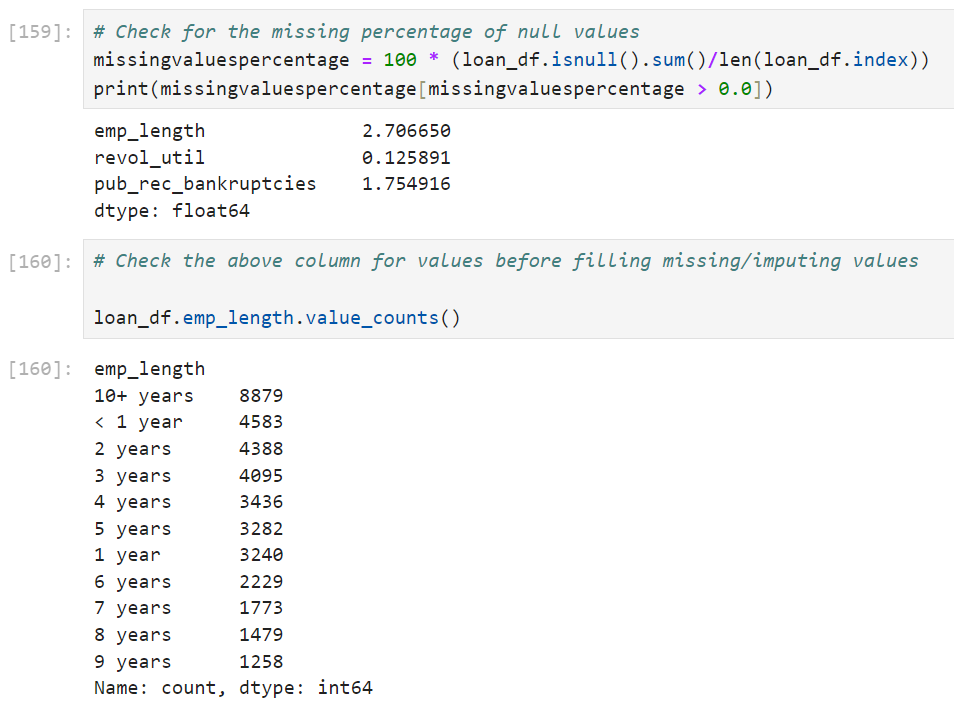 [159]: # Check for the missing percentage of null values
missingvaluespercentage = 100 * (loan_df.isnull().sum()/len(loan_df.index))
print(missingvaluespercentage[missingvaluespercentage > 0.0])
emp_length 2.706650
revol_util 0.125891
pub_rec_bankruptcies 1.754916
dtype: float64
[160]: # Check the above column for values before filling missing/imputing values
loan_df.emp_length.value_counts()
[160]: emp_length
10+ years 8879
< 1 year 4583
2 years 4388
3 years 4095
4 years 3436
5 years 3282
1 year 3240
6 years 2229
7 years 1773
8 years 1479
9 years 1258
Name: count, dtype: int64